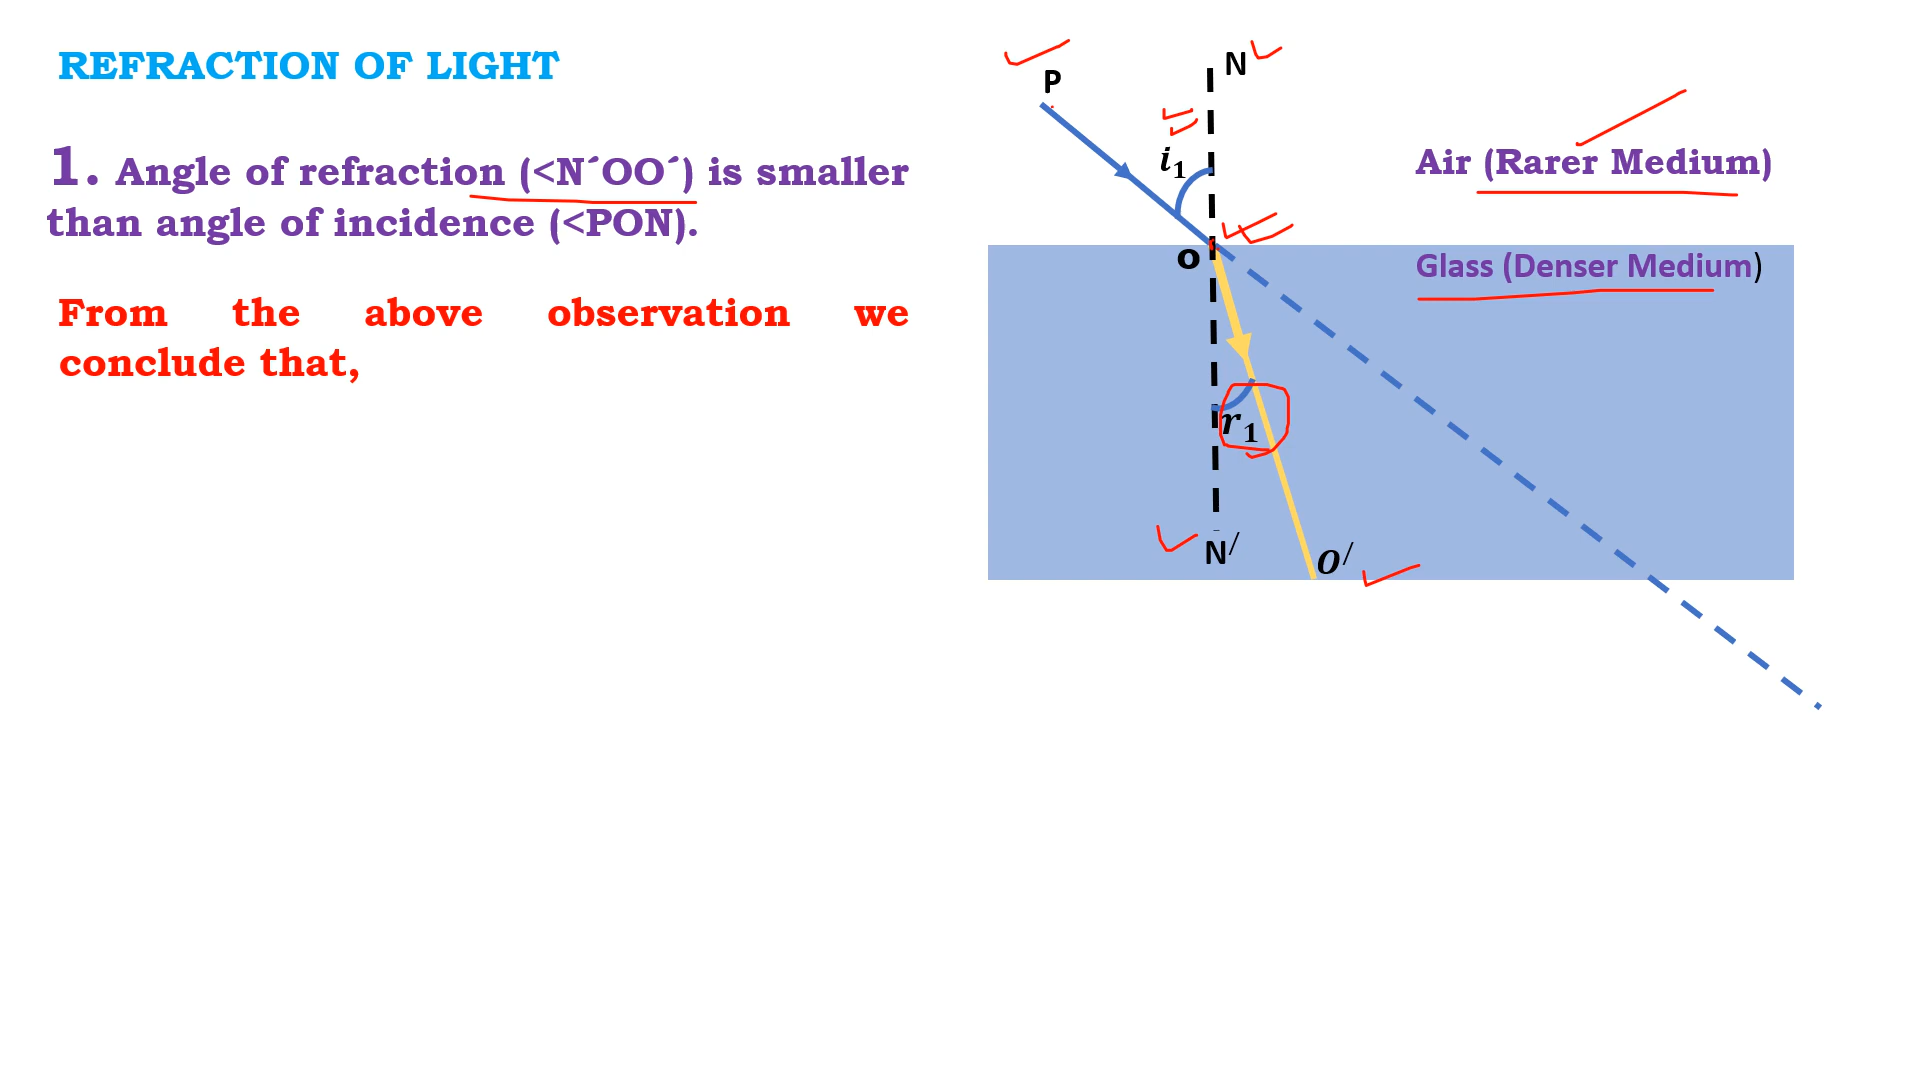 REFRACTION OF LIGHT
1. Angle of refraction (<N´OO´) is smaller
than angle of incidence (<PON).
From the above observation we
conclude that,
P
N
i₁
Air (Rarer Medium)
o
Glass (Denser Medium)
r₁
N/
O/